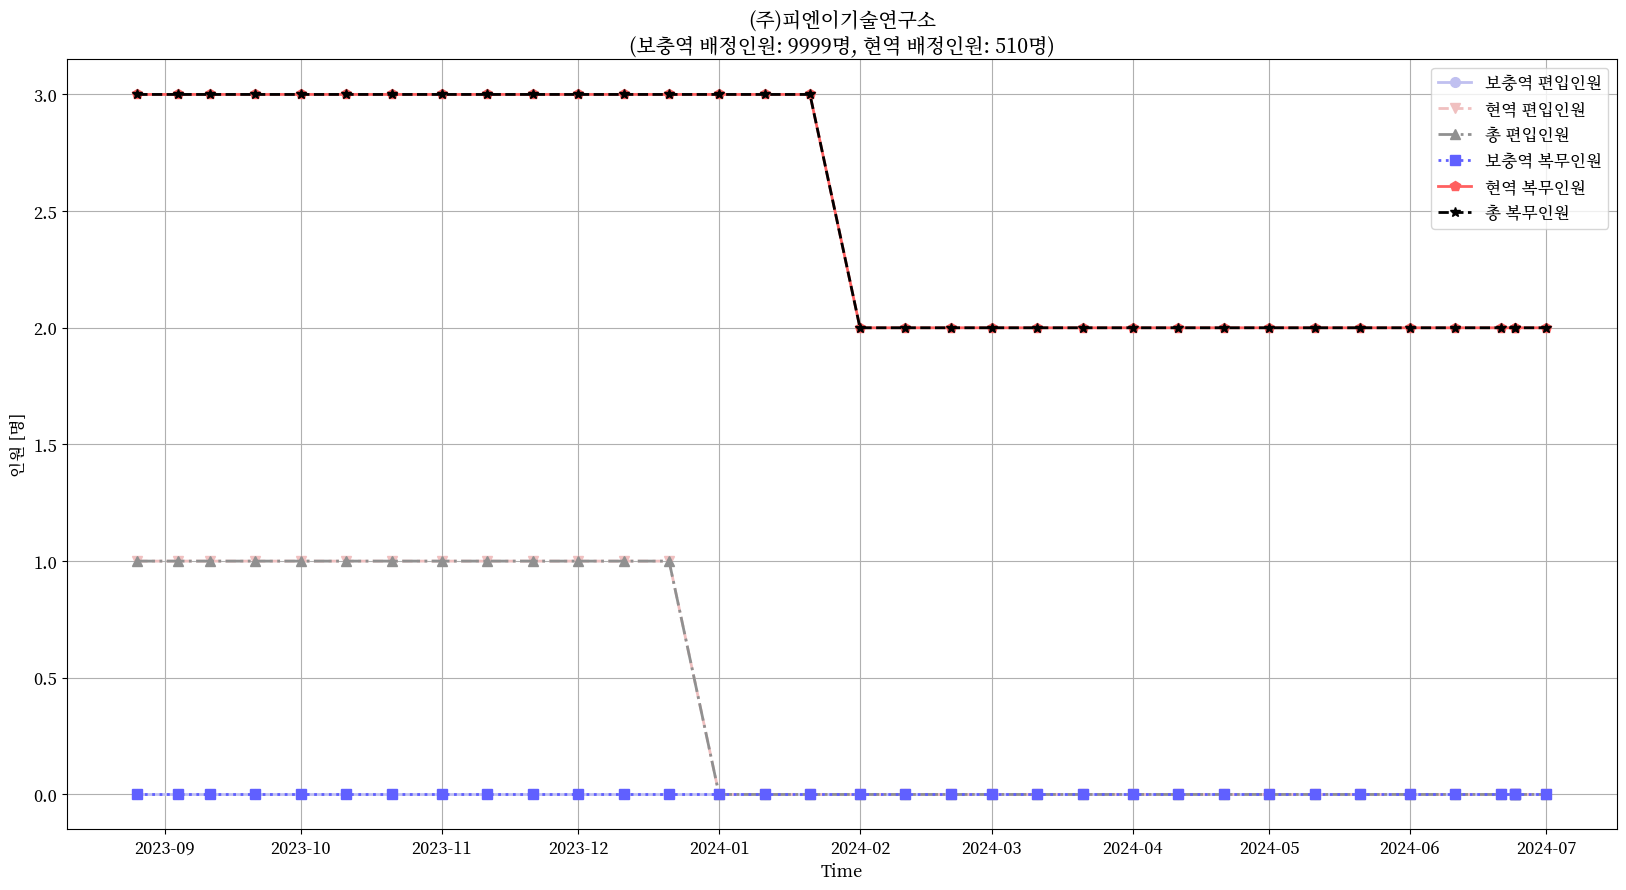 (주)피엔이기술연구소
(보충역 배정인원: 9999명, 현역 배정인원: 510명)
보충역 편입인원
현역 편입인원
총 편입인원
보충역 복무인원
현역 복무인원
총 복무인원
인원 [명]
3.0
2.5
2.0
1.5
1.0
0.5
0.0
2023-09
2023-10
2023-11
2023-12
2024-01
2024-02
2024-03
2024-04
2024-05
2024-06
2024-07
Time